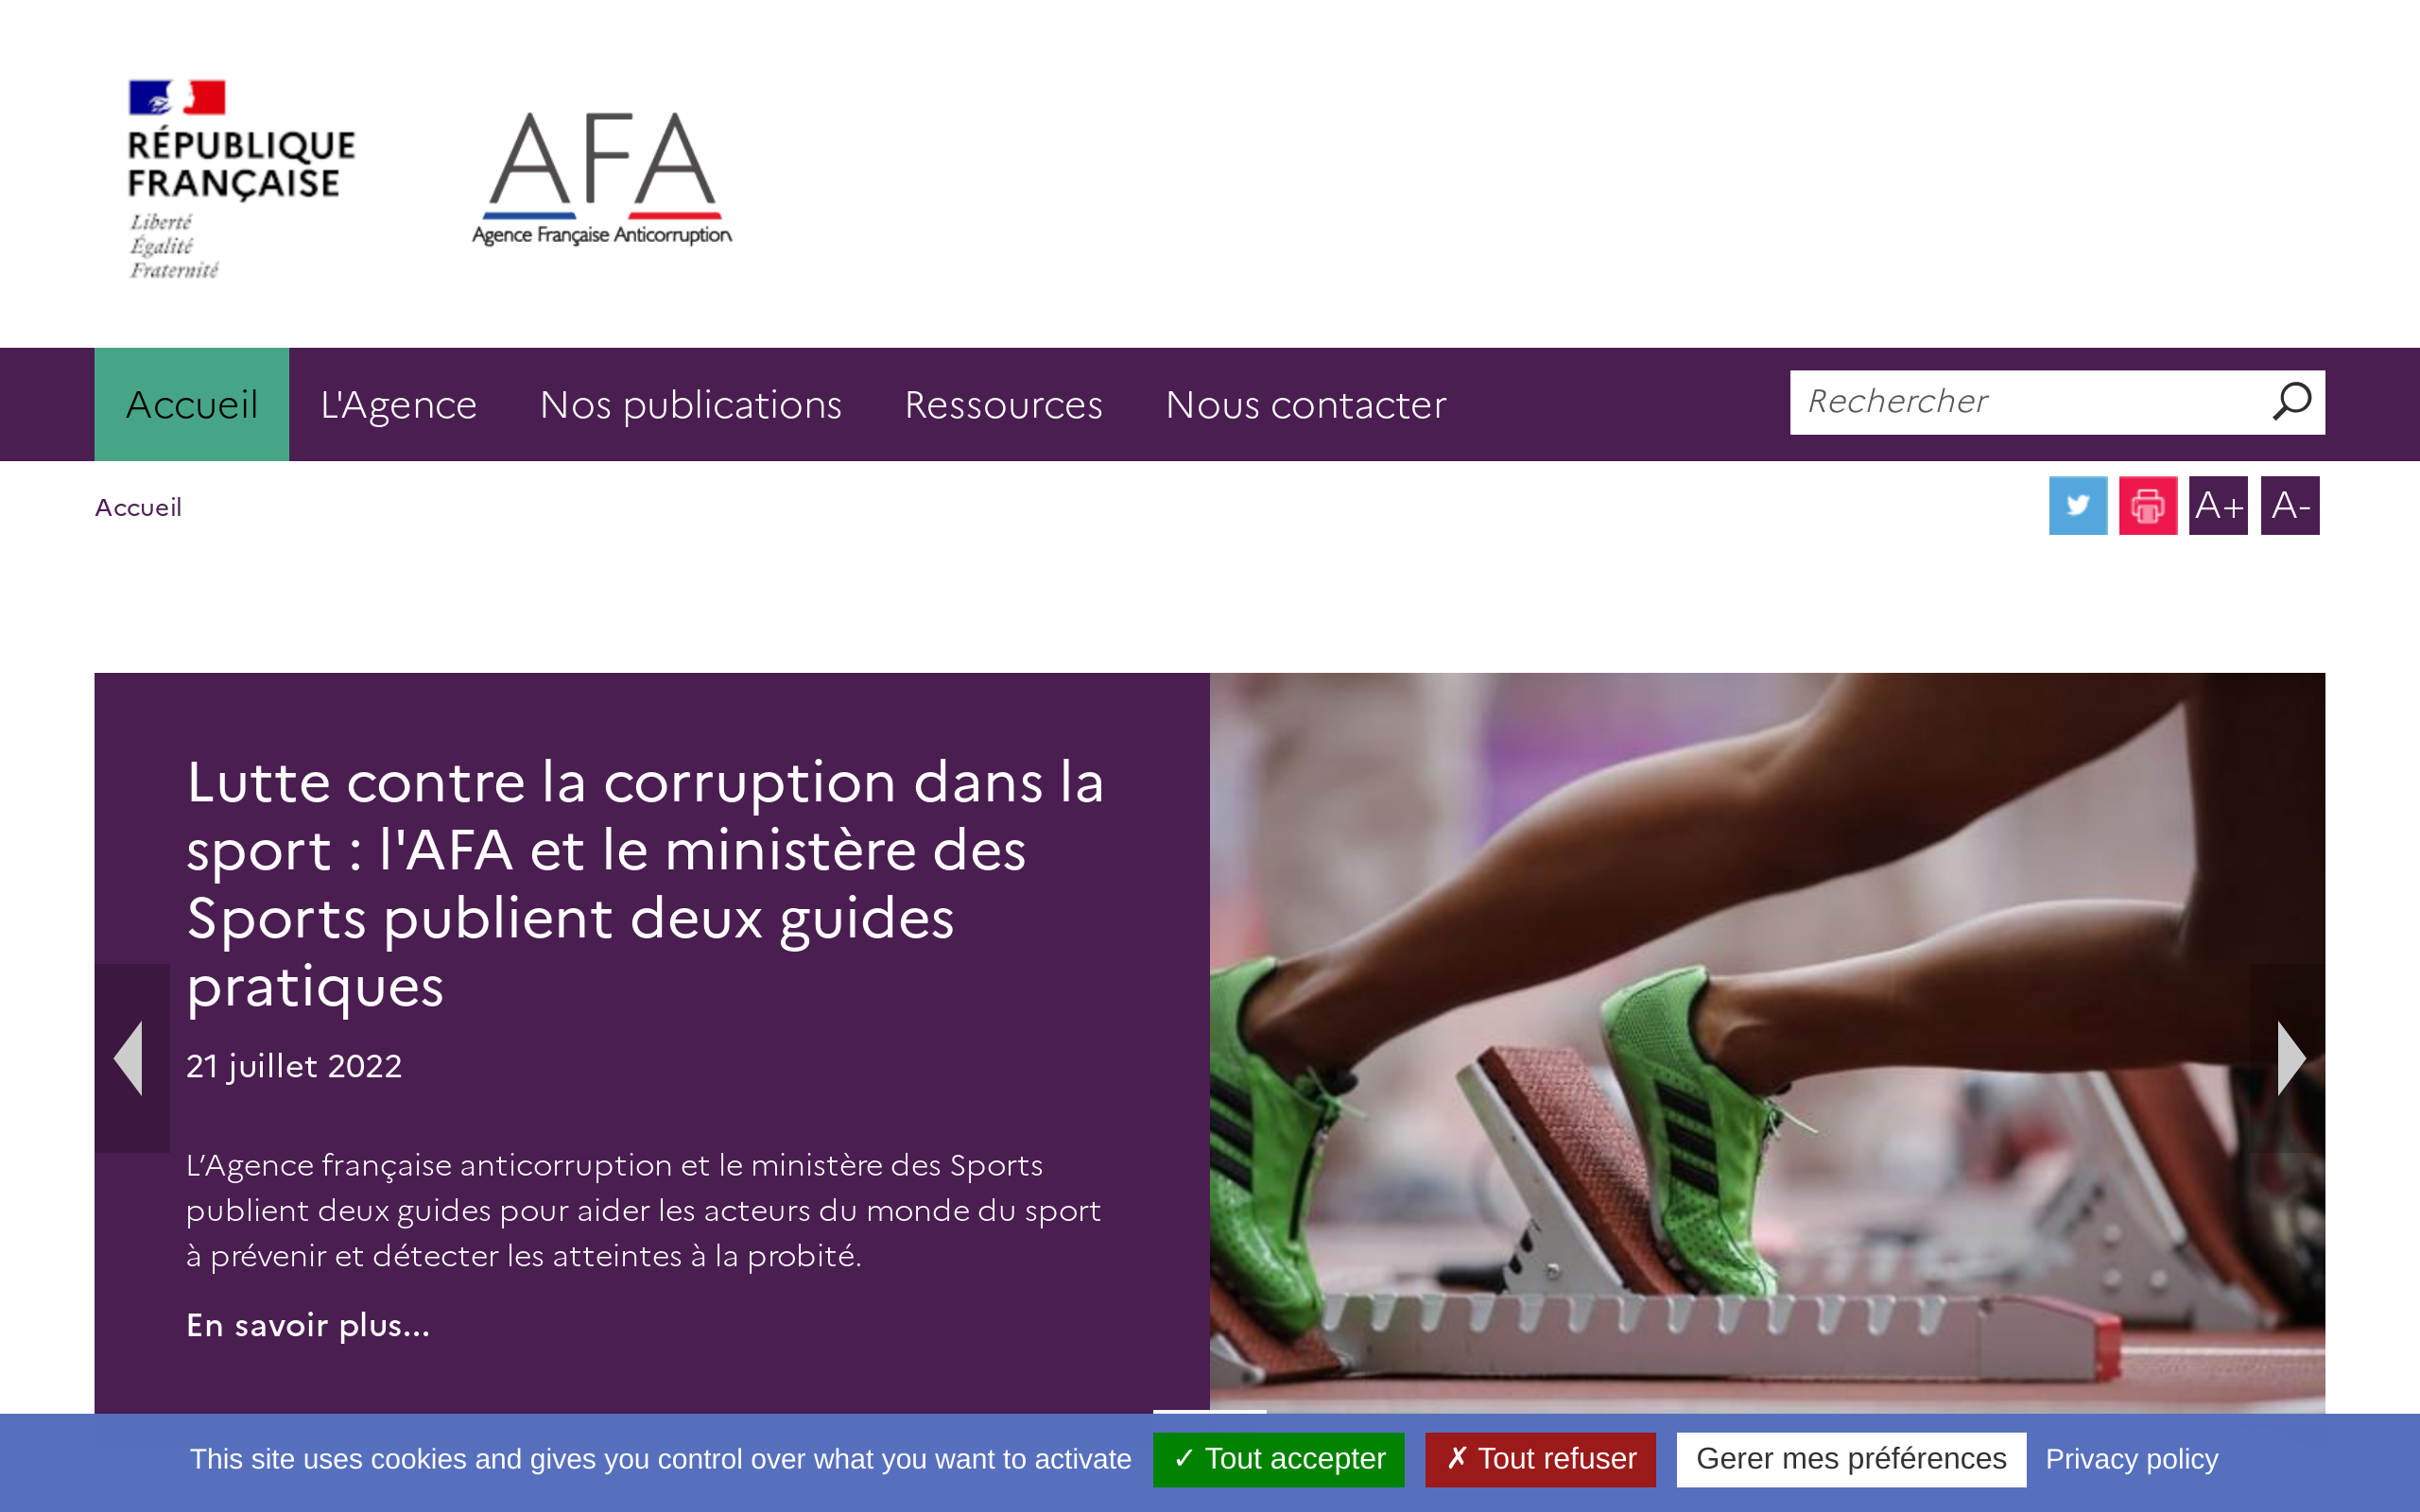 RÉPUBLIQUE
FRANÇAISE
Liberté
Égalité
Fraternité
AFA
Agence Française Anticorruption
Accueil
L'Agence
Nos publications
Ressources
Nous contacter
Rechercher
Accueil
A+
A-
Lutte contre la corruption dans la
sport : l'AFA et le ministère des
Sports publient deux guides
pratiques
21 juillet 2022
L’Agence française anticorruption et le ministère des Sports
publient deux guides pour aider les acteurs du monde du sport
à prévenir et détecter les atteintes à la probité.
En savoir plus...
This site uses cookies and gives you control over what you want to activate
✓ Tout accepter
✗ Tout refuser
Gerer mes préférences
Privacy policy